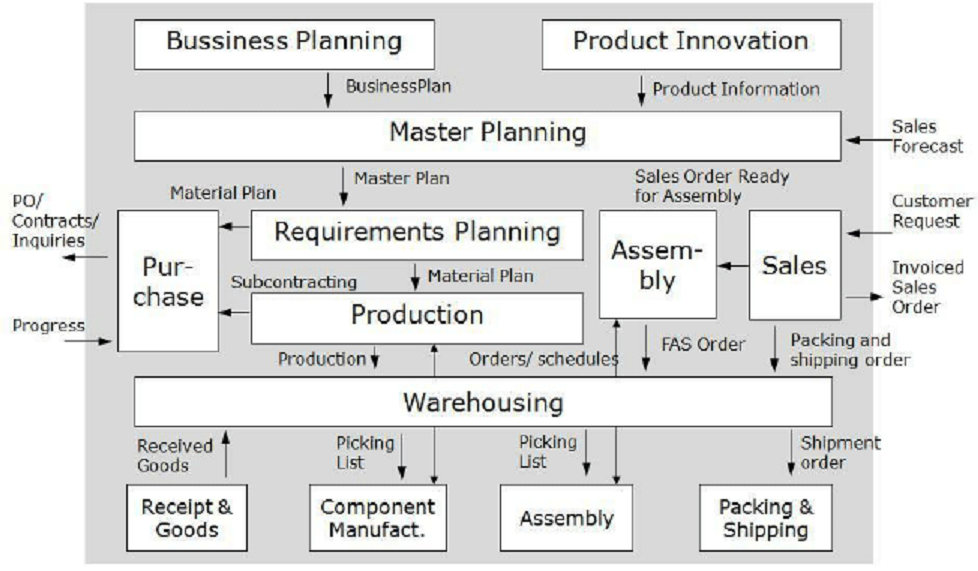 Bussiness Planning
Product Innovation
BusinessPlan
Product Information
Master Planning
Sales
Forecast
Master Plan
Material Plan
Sales Order Ready
for Assembly
PO/
Contracts/
Inquiries
Customer
Request
Requirements Planning
Pur-
chase
Assem-
bly
Sales
Invoiced
Sales
Order
Material Plan
Subcontracting
Production
Progress
Production
Orders/ schedules
FAS Order
Packing and
shipping order
Warehousing
Received
Goods
Picking
List
Picking
List
Shipment
order
Receipt &
Goods
Component
Manufact.
Assembly
Packing &
Shipping